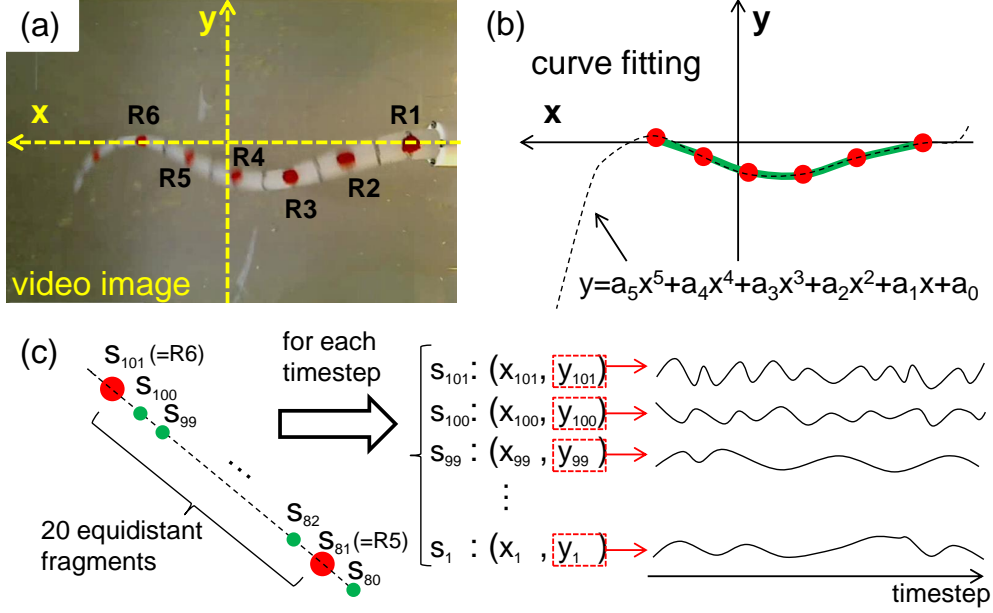 (a)
y
x
R6
R1
R5
R4
R2
R3
video image
(b)
y
curve fitting
x
y=a₅x⁵+a₄x⁴+a₃x³+a₂x²+a₁x+a₀
(c)
s₁₀₁ (=R6)
s₁₀₀
s₉₉
...
s₈₂
s₈₁ (=R5)
s₈₀
20 equidistant
fragments
for each
timestep
s₁₀₁: (x₁₀₁, y₁₀₁)
s₁₀₀: (x₁₀₀, y₁₀₀)
s₉₉ : (x₉₉ , y₉₉ )
⋮
s₁ : (x₁ , y₁ )
timestep